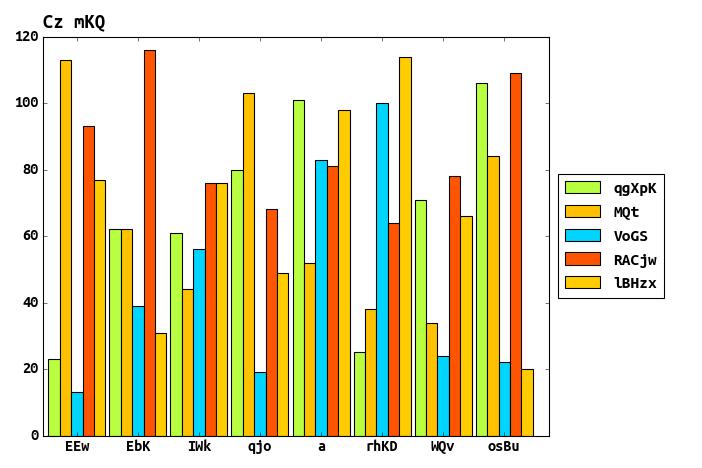 Cz mKQ
120
100
80
60
40
20
0
EEw EbK IWk qjo a rhKD WQv osBu
qgXpK
MQt
VoGS
RACjw
lBHzx